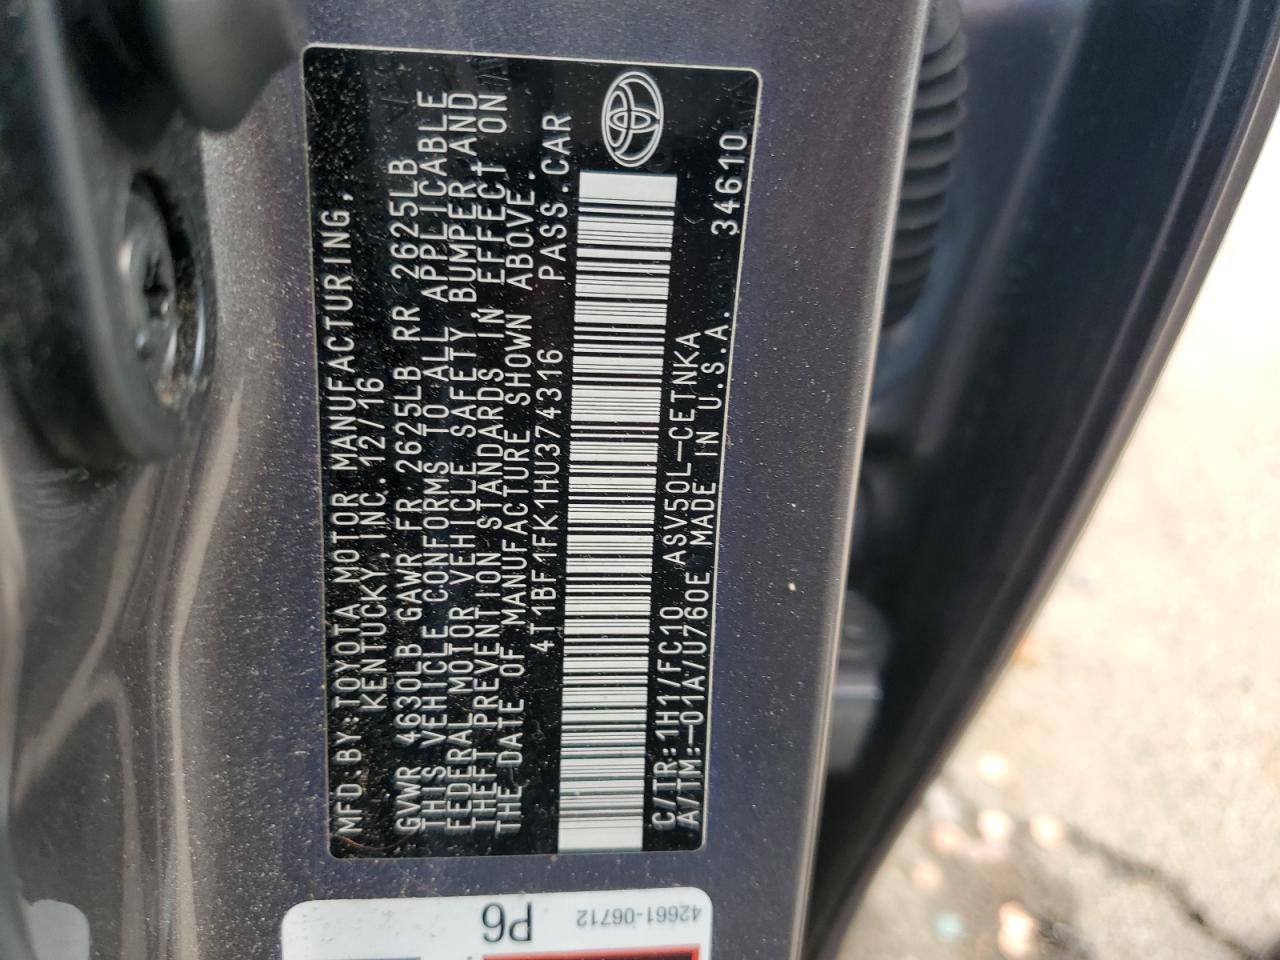 MFD.BY:TOYOTA MOTOR MANUFACTURING,
KENTUCKY,INC. 12/16
GVWR 4630LB GAWR FR 2625LB RR 2625LB
THIS VEHICLE CONFORMS TO ALL APPLICABLE
FEDERAL MOTOR VEHICLE SAFETY,BUMPER,AND
THEFT PREVENTION STANDARDS IN EFFECT ON
THE DATE OF MANUFACTURE SHOWN ABOVE.
4T1BF1FK1HU374316 PASS.CAR
C/TR:1H1/FC10 ASV50L-CETNKA
A/TM:-01A/U760E MADE IN U.S.A. 34610
P6
42661-06712